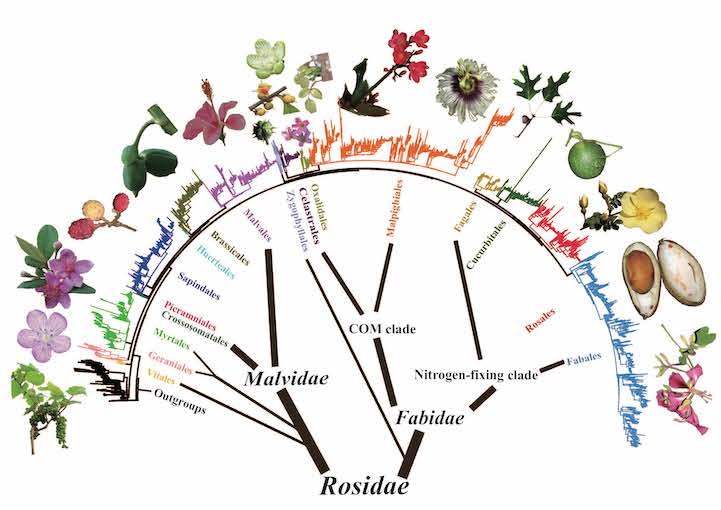 Oxalidales
Celastrales
Zygophyllales
Malpighiales
Fagales
Cucurbitales
Malvales
Brassicales
Huerteales
Sapindales
Picramniales
Crossosomatales
Myrtales
Geraniales
Vitales
Outgroups
Rosales
Fabales
COM clade
Nitrogen-fixing clade
Malvidae
Fabidae
Rosidae